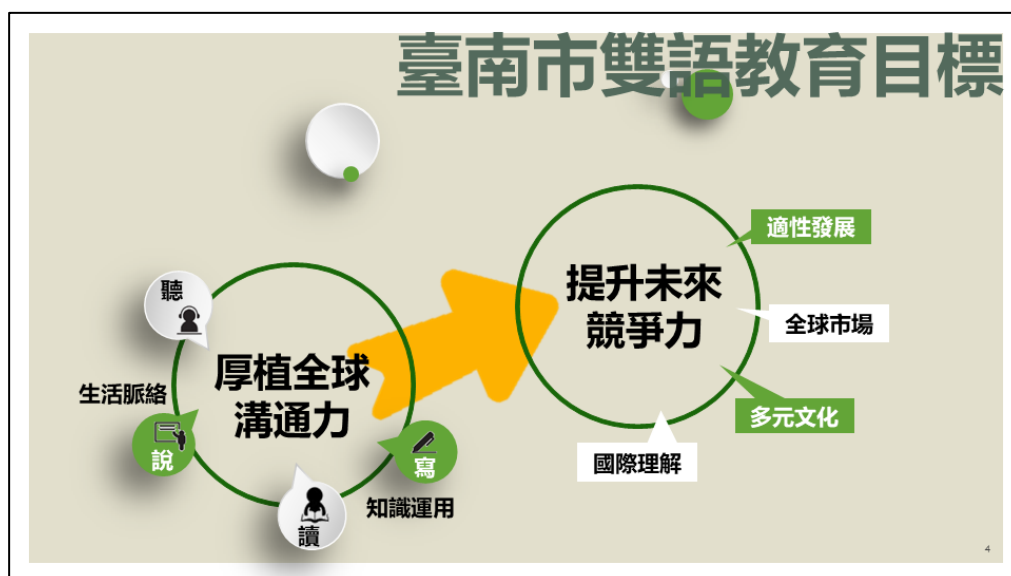 臺南市雙語教育目標
聽
生活脈絡
說
厚植全球
溝通力
讀
寫
知識運用
提升未來
競爭力
適性發展
全球市場
多元文化
國際理解
4